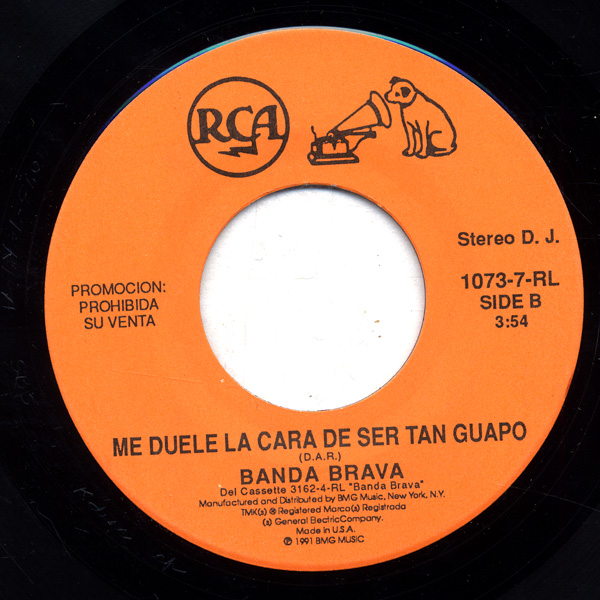 RCA
Stereo D. J.
PROMOCION:
PROHIBIDA
SU VENTA
1073-7-RL
SIDE B
3:54
ME DUELE LA CARA DE SER TAN GUAPO
(D.A.R.)
BANDA BRAVA
Del Cassette 3162-4-RL "Banda Brava"
Manufactured and Distributed by BMG Music, New York, N.Y.
TMK(s) ® Registered Marca(s) Registrada
(s) General ElectricCompany.
Made in U.S.A.
℗ 1991 BMG MUSIC